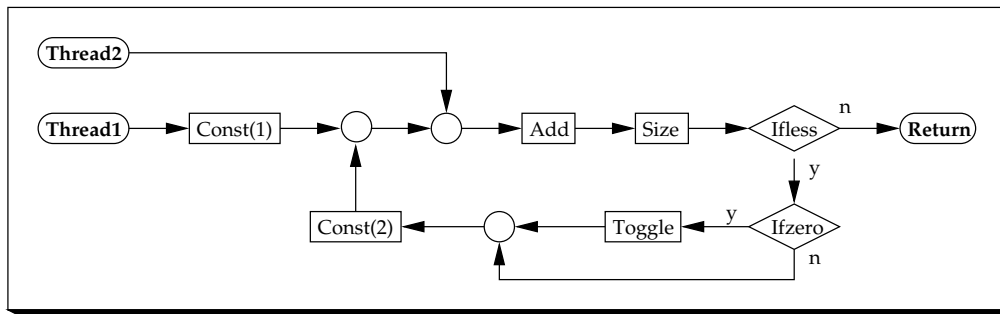 Thread2
n
Thread1 Const(1) Add Size Ifless Return
y
y
Const(2) Toggle Ifzero
n